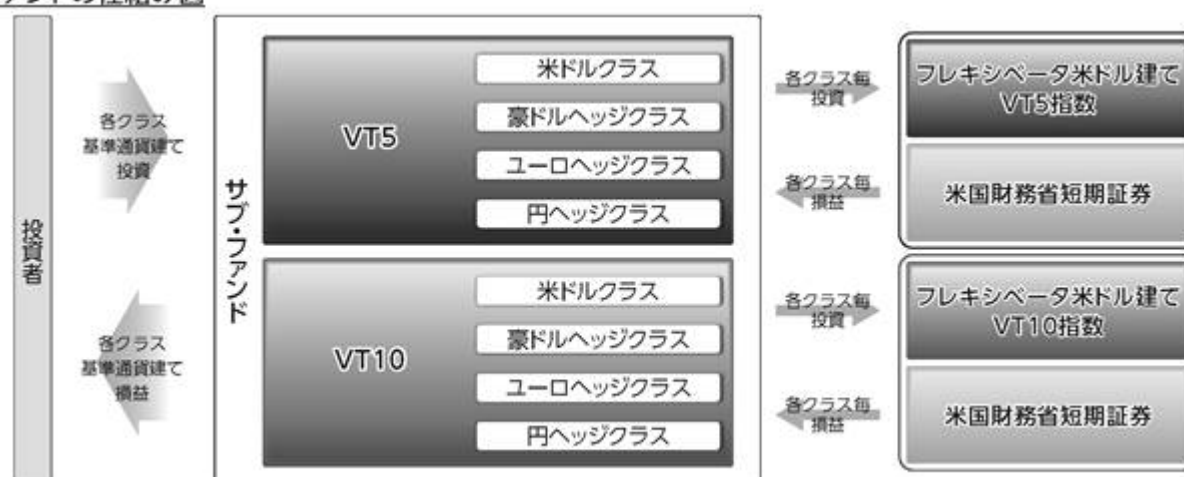 ファンドの仕組み図
投資者
各クラス
基準通貨建て
投資
各クラス
基準通貨建て
損益
サブ・ファンド
VT5
米ドルクラス
豪ドルヘッジクラス
ユーロヘッジクラス
円ヘッジクラス
各クラス毎
投資
各クラス毎
損益
フレキシベータ米ドル建て
VT5指数
米国財務省短期証券
VT10
米ドルクラス
豪ドルヘッジクラス
ユーロヘッジクラス
円ヘッジクラス
各クラス毎
投資
各クラス毎
損益
フレキシベータ米ドル建て
VT10指数
米国財務省短期証券